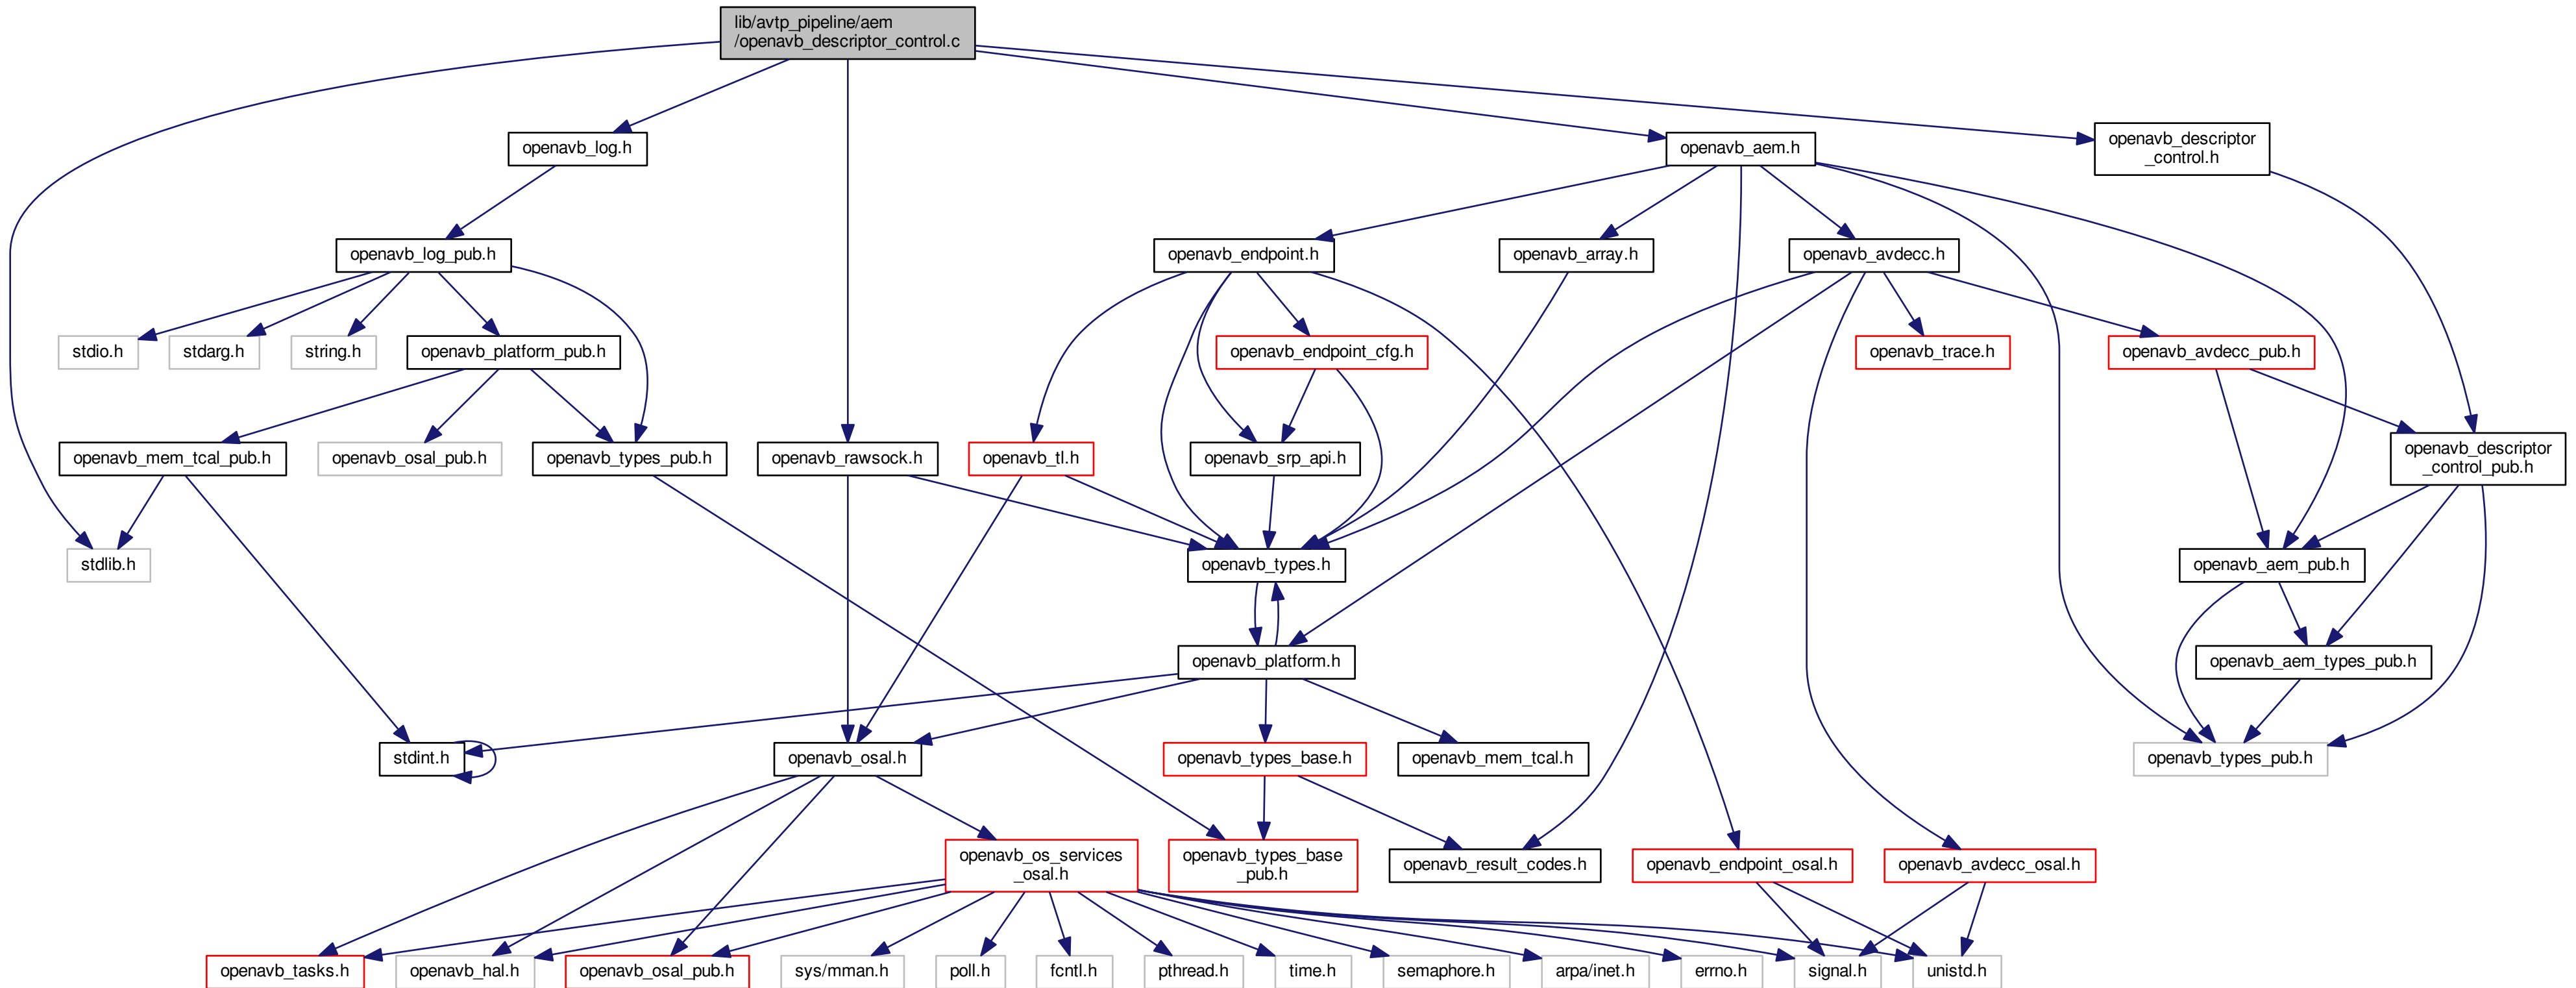 lib/avtp_pipeline/aem
/openavb_descriptor_control.c
openavb_log.h
openavb_aem.h
openavb_descriptor
_control.h
openavb_log_pub.h
openavb_endpoint.h
openavb_array.h
openavb_avdecc.h
stdio.h
stdarg.h
string.h
openavb_platform_pub.h
openavb_endpoint_cfg.h
openavb_trace.h
openavb_avdecc_pub.h
openavb_mem_tcal_pub.h
openavb_osal_pub.h
openavb_types_pub.h
openavb_rawsock.h
openavb_tl.h
openavb_srp_api.h
openavb_descriptor
_control_pub.h
stdlib.h
openavb_types.h
openavb_aem_pub.h
openavb_platform.h
openavb_aem_types_pub.h
stdint.h
openavb_osal.h
openavb_types_base.h
openavb_mem_tcal.h
openavb_types_pub.h
openavb_os_services
_osal.h
openavb_types_base
_pub.h
openavb_result_codes.h
openavb_endpoint_osal.h
openavb_avdecc_osal.h
openavb_tasks.h
openavb_hal.h
openavb_osal_pub.h
sys/mman.h
poll.h
fcntl.h
pthread.h
time.h
semaphore.h
arpa/inet.h
errno.h
signal.h
unistd.h